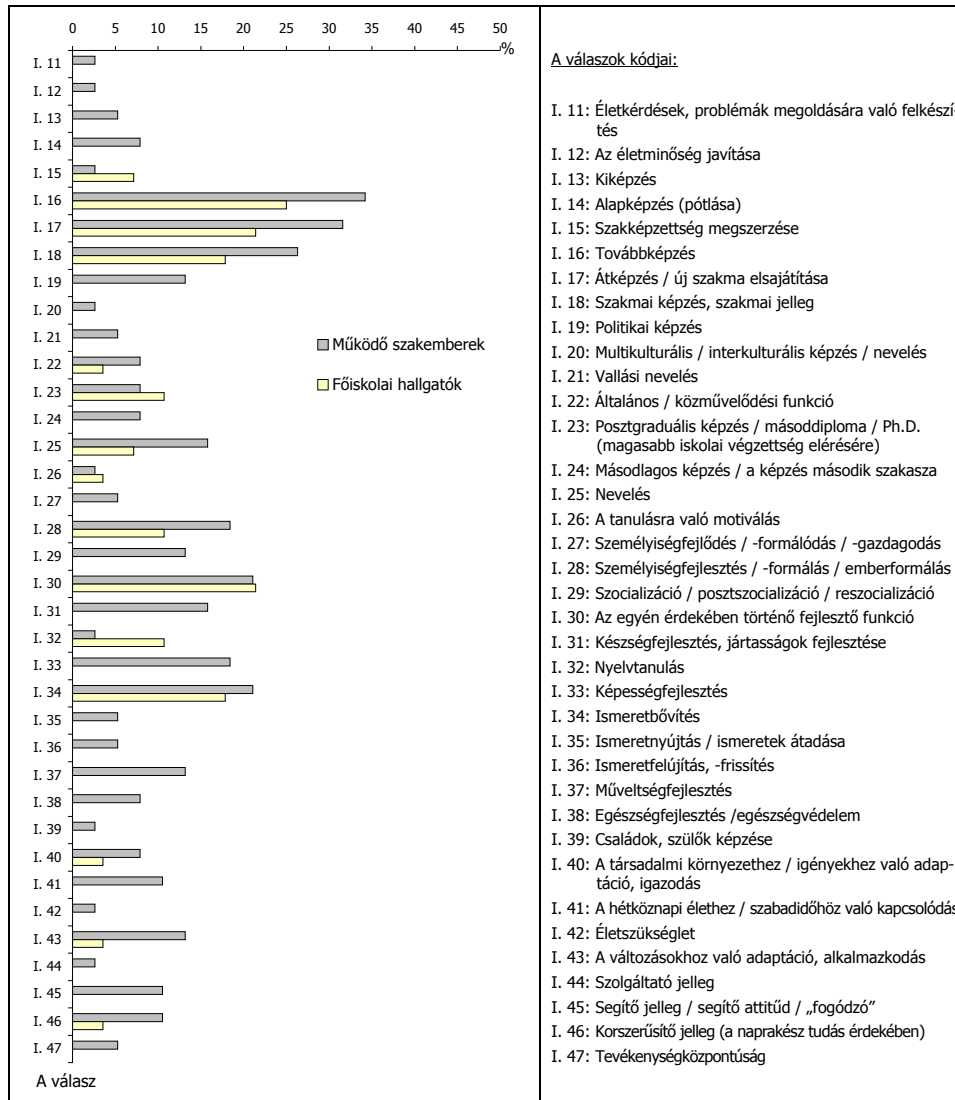 0 5 10 15 20 25 30 35 40 45 50
%
I. 11
I. 12
I. 13
I. 14
I. 15
I. 16
I. 17
I. 18
I. 19
I. 20
I. 21
I. 22
I. 23
I. 24
I. 25
I. 26
I. 27
I. 28
I. 29
I. 30
I. 31
I. 32
I. 33
I. 34
I. 35
I. 36
I. 37
I. 38
I. 39
I. 40
I. 41
I. 42
I. 43
I. 44
I. 45
I. 46
I. 47
A válasz
Működő szakemberek
Főiskolai hallgatók
A válaszok kódjai:
I. 11: Életkérdések, problémák megoldására való felkészí-
tés
I. 12: Az életminőség javítása
I. 13: Kiképzés
I. 14: Alapképzés (pótlása)
I. 15: Szakképzettség megszerzése
I. 16: Továbbképzés
I. 17: Átképzés / új szakma elsajátítása
I. 18: Szakmai képzés, szakmai jelleg
I. 19: Politikai képzés
I. 20: Multikulturális / interkulturális képzés / nevelés
I. 21: Vallási nevelés
I. 22: Általános / közművelődési funkció
I. 23: Posztgraduális képzés / másoddiploma / Ph.D.
(magasabb iskolai végzettség elérésére)
I. 24: Másodlagos képzés / a képzés második szakasza
I. 25: Nevelés
I. 26: A tanulásra való motiválás
I. 27: Személyiségfejlődés / -formálódás / -gazdagodás
I. 28: Személyiségfejlesztés / -formálás / emberformálás
I. 29: Szocializáció / posztszocializáció / reszocializáció
I. 30: Az egyén érdekében történő fejlesztő funkció
I. 31: Készségfejlesztés, jártasságok fejlesztése
I. 32: Nyelvtanulás
I. 33: Képességfejlesztés
I. 34: Ismeretbővítés
I. 35: Ismeretnyújtás / ismeretek átadása
I. 36: Ismeretfelújítás, -frissítés
I. 37: Műveltségfejlesztés
I. 38: Egészségfejlesztés /egészségvédelem
I. 39: Családok, szülők képzése
I. 40: A társadalmi környezethez / igényekhez való adap-
táció, igazodás
I. 41: A hétköznapi élethez / szabadidőhöz való kapcsolódás
I. 42: Életszükséglet
I. 43: A változásokhoz való adaptáció, alkalmazkodás
I. 44: Szolgáltató jelleg
I. 45: Segítő jelleg / segítő attitűd / „fogódzó”
I. 46: Korszerűsítő jelleg (a naprakész tudás érdekében)
I. 47: Tevékenységközpontúság